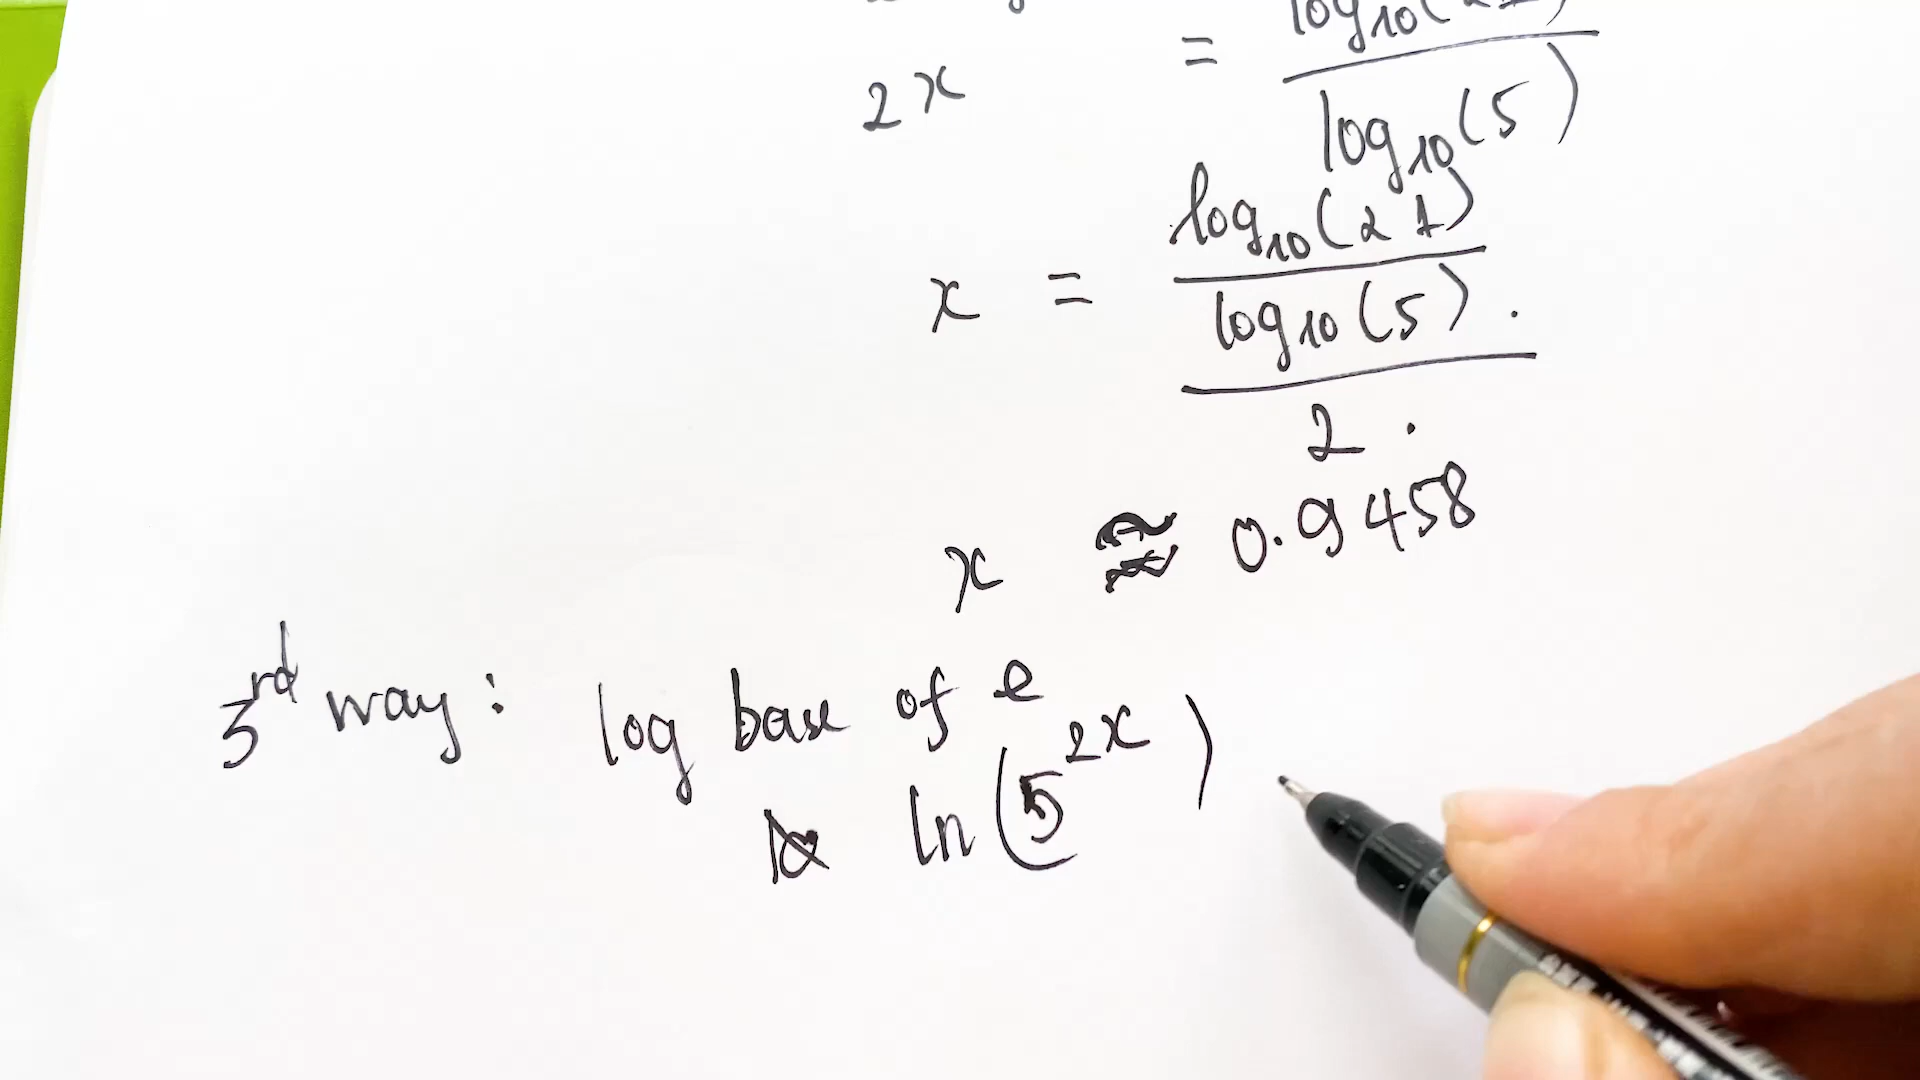 2x = log₁₀(21) / log₁₀(5)
x = log₁₀(21) / log₁₀(5) . / 2 .
x ≈ 0.9458
3rd way: log base of e
ln(5^2x)